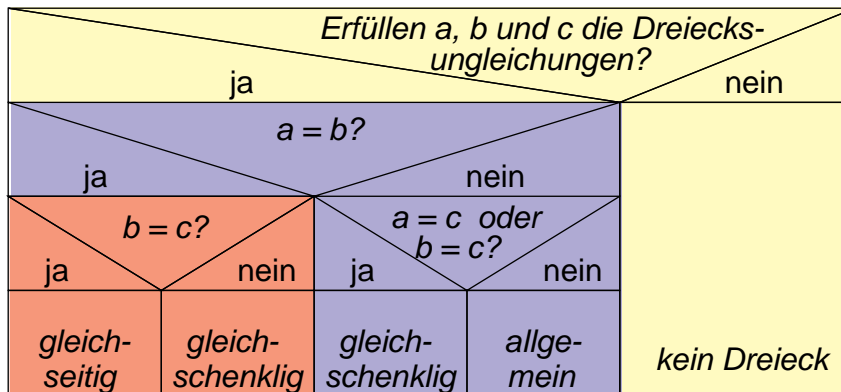 Erfüllen a, b und c die Dreiecks-
ungleichungen?
ja
nein
a = b?
ja
nein
b = c?
a = c oder
b = c?
ja
nein
ja
nein
gleich-
seitig
gleich-
schenklig
gleich-
schenklig
allge-
mein
kein Dreieck